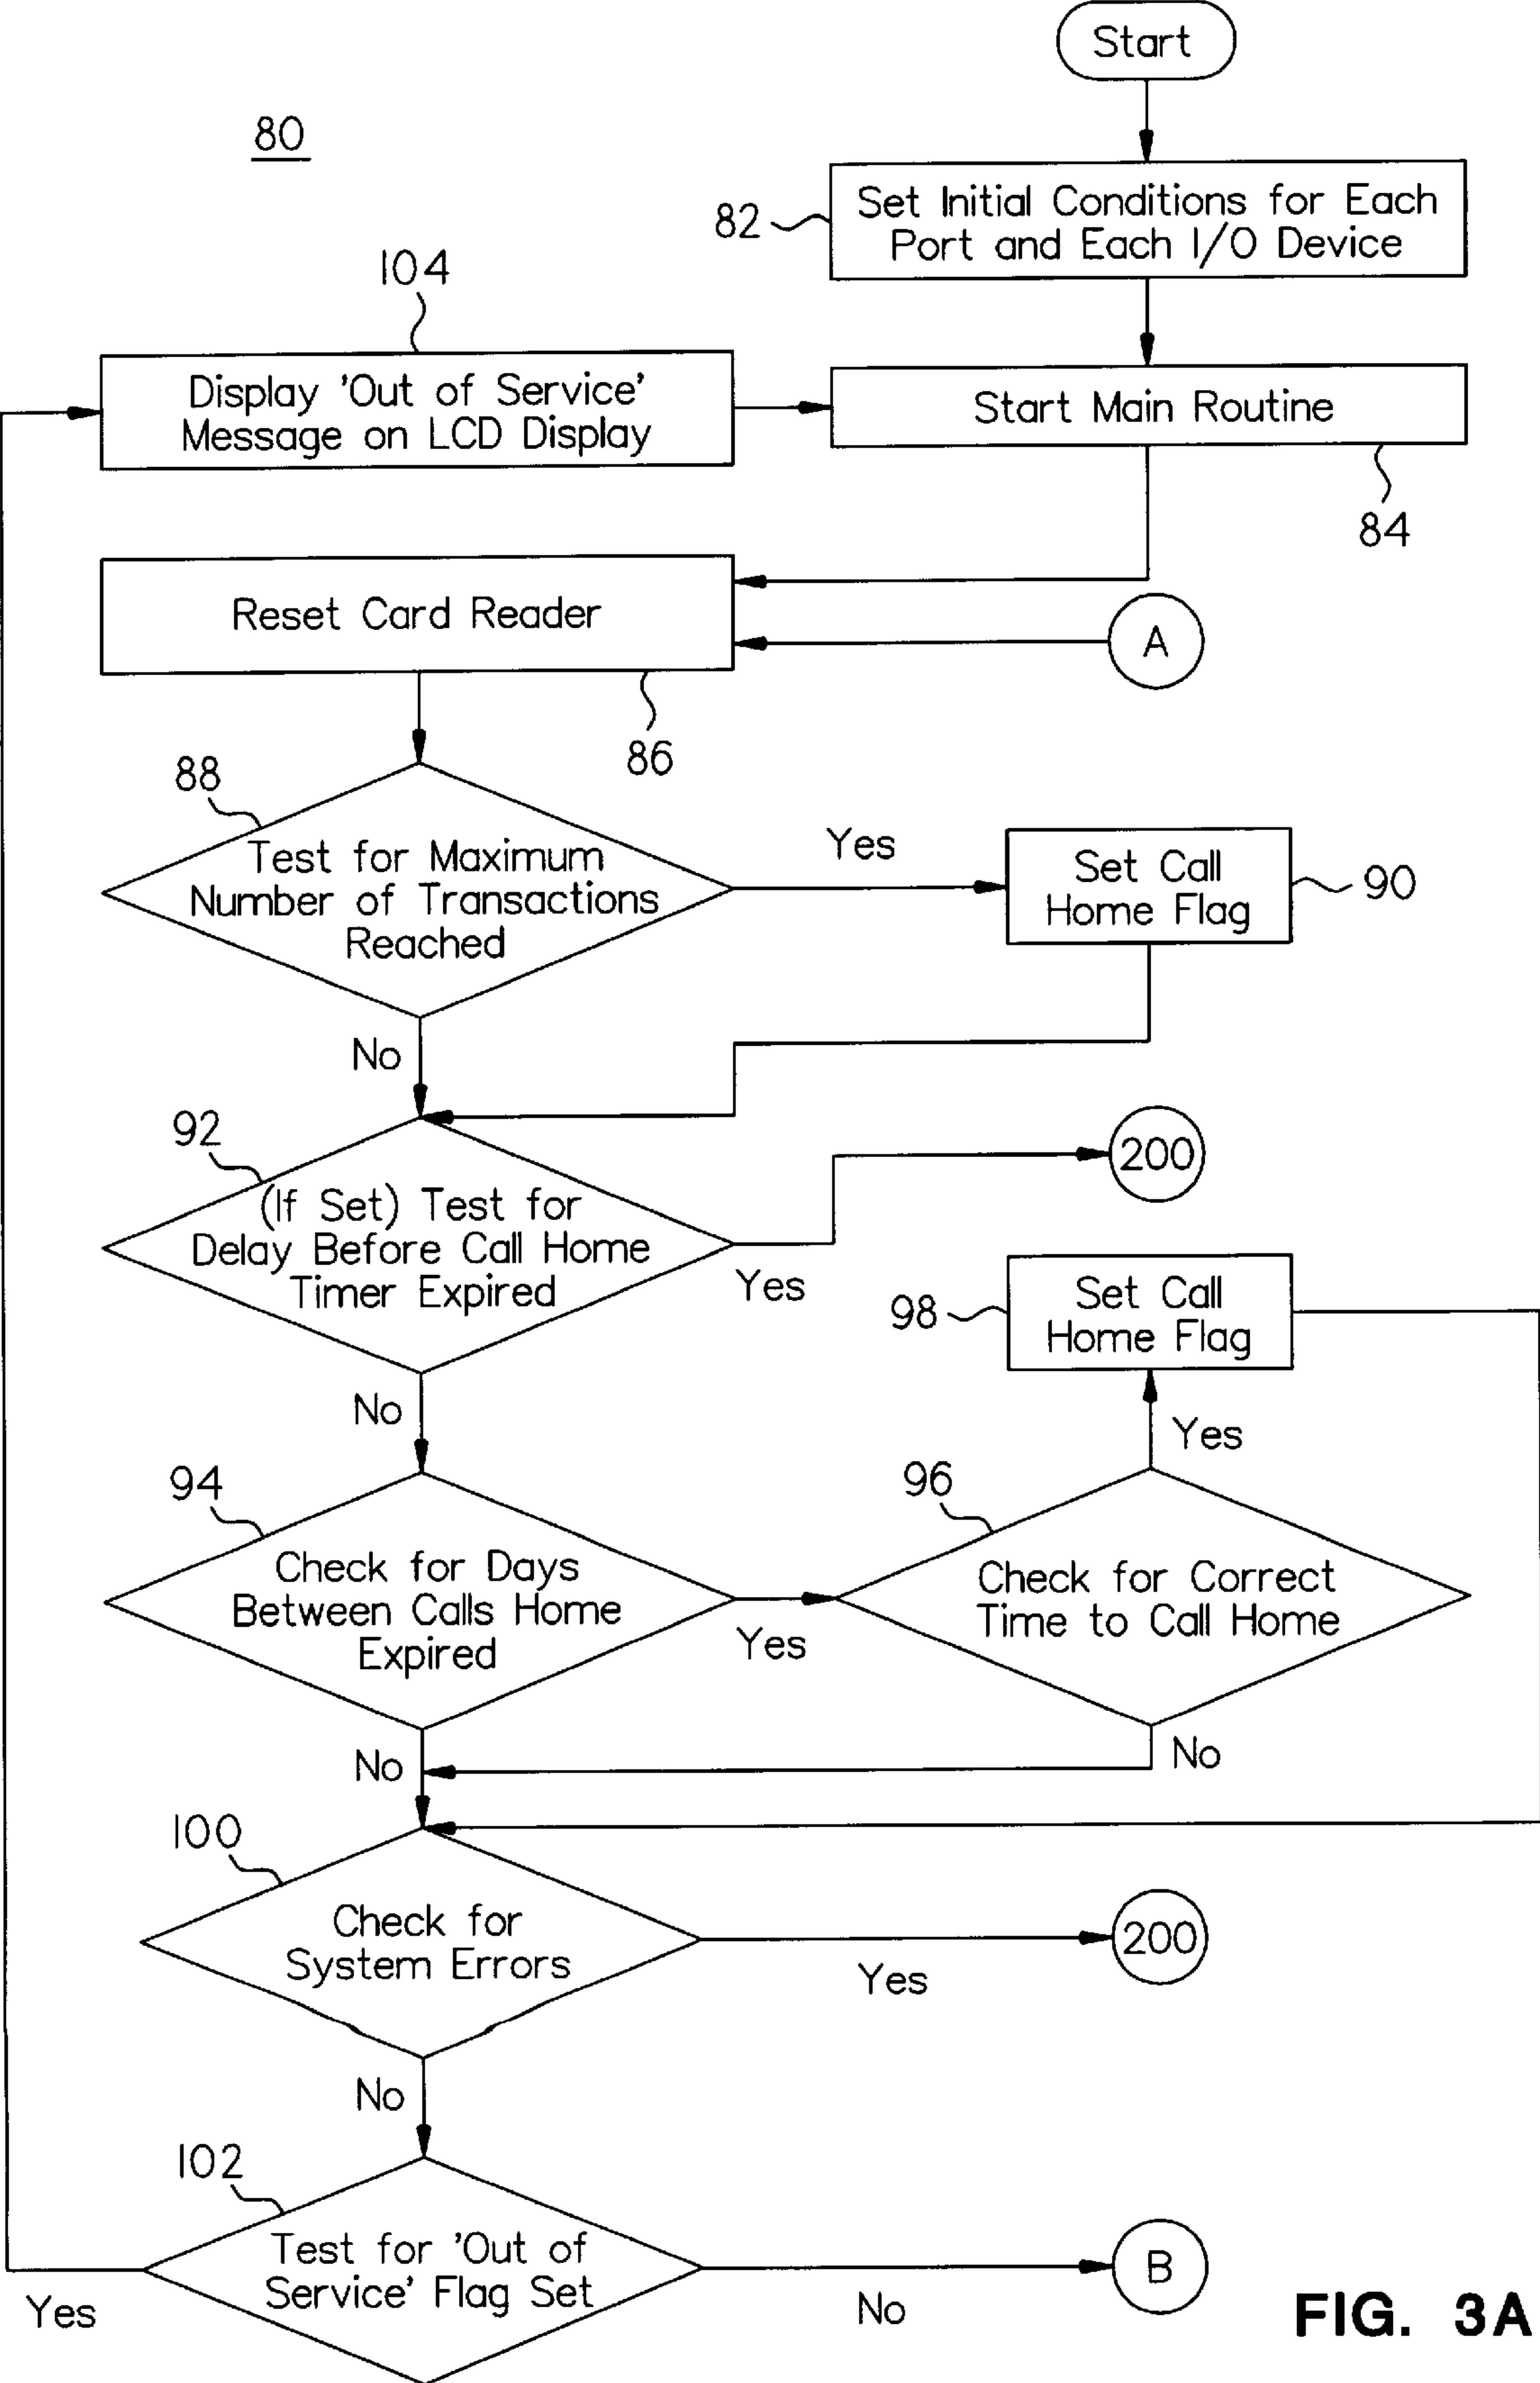 Start
80
82
Set Initial Conditions for Each
Port and Each I/O Device
104
Display 'Out of Service'
Message on LCD Display
Start Main Routine
84
Reset Card Reader
A
86
88
Test for Maximum
Number of Transactions
Reached
Yes
Set Call
Home Flag
90
No
92
(If Set) Test for
Delay Before Call Home
Timer Expired
Yes
200
98
Set Call
Home Flag
No
Yes
94
Check for Days
Between Calls Home
Expired
Yes
96
Check for Correct
Time to Call Home
No
No
100
Check for
System Errors
Yes
200
No
102
Test for 'Out of
Service' Flag Set
Yes
No
B
FIG. 3A